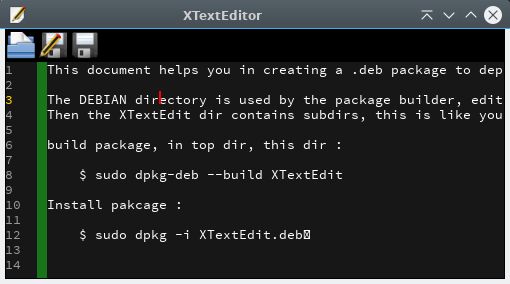 XTextEditor
1 This document helps you in creating a .deb package to dep
2
3 The DEBIAN directory is used by the package builder, edit
4 Then the XTextEdit dir contains subdirs, this is like you
5
6 build package, in top dir, this dir :
7
8 $ sudo dpkg-deb --build XTextEdit
9
10 Install pakcage :
11
12 $ sudo dpkg -i XTextEdit.deb
13
14